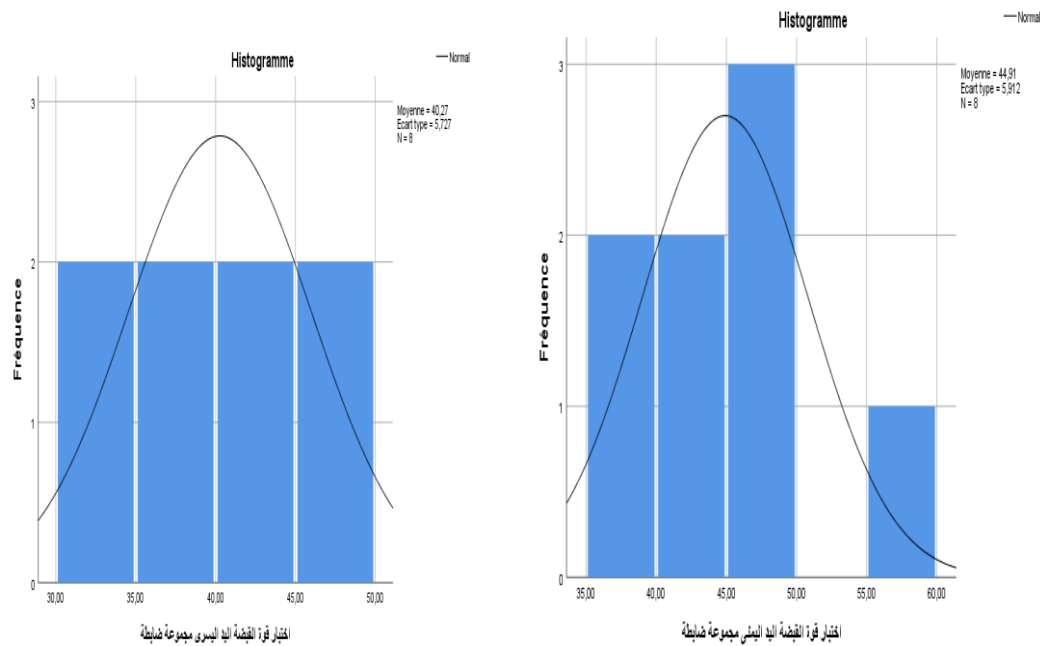 Histogramme
Normal
Moyenne = 40,27
Ecart type = 5,727
N = 8
Fréquence
3
2
1
0
30,00 35,00 40,00 45,00 50,00
اختبار قوة القبضة اليد اليسرى مجموعة ضابطة
Histogramme
Normal
Moyenne = 44,91
Ecart type = 5,912
N = 8
Fréquence
3
2
1
0
35,00 40,00 45,00 50,00 55,00 60,00
اختبار قوة القبضة اليد اليمنى مجموعة ضابطة